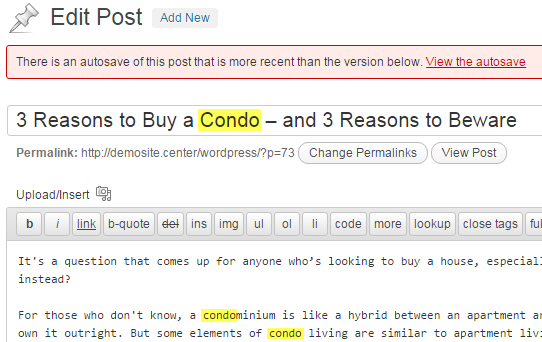 Edit Post Add New
There is an autosave of this post that is more recent than the version below. View the autosave
3 Reasons to Buy a Condo – and 3 Reasons to Beware
Permalink: http://demosite.center/wordpress/?p=73 Change Permalinks View Post
Upload/Insert
b i link b-quote del ins img ul ol li code more lookup close tags
It's a question that comes up for anyone who’s looking to buy a house,
instead?
For those who don't know, a condominium is like a hybrid between an apartment
own it outright. But some elements of condo living are similar to apartment